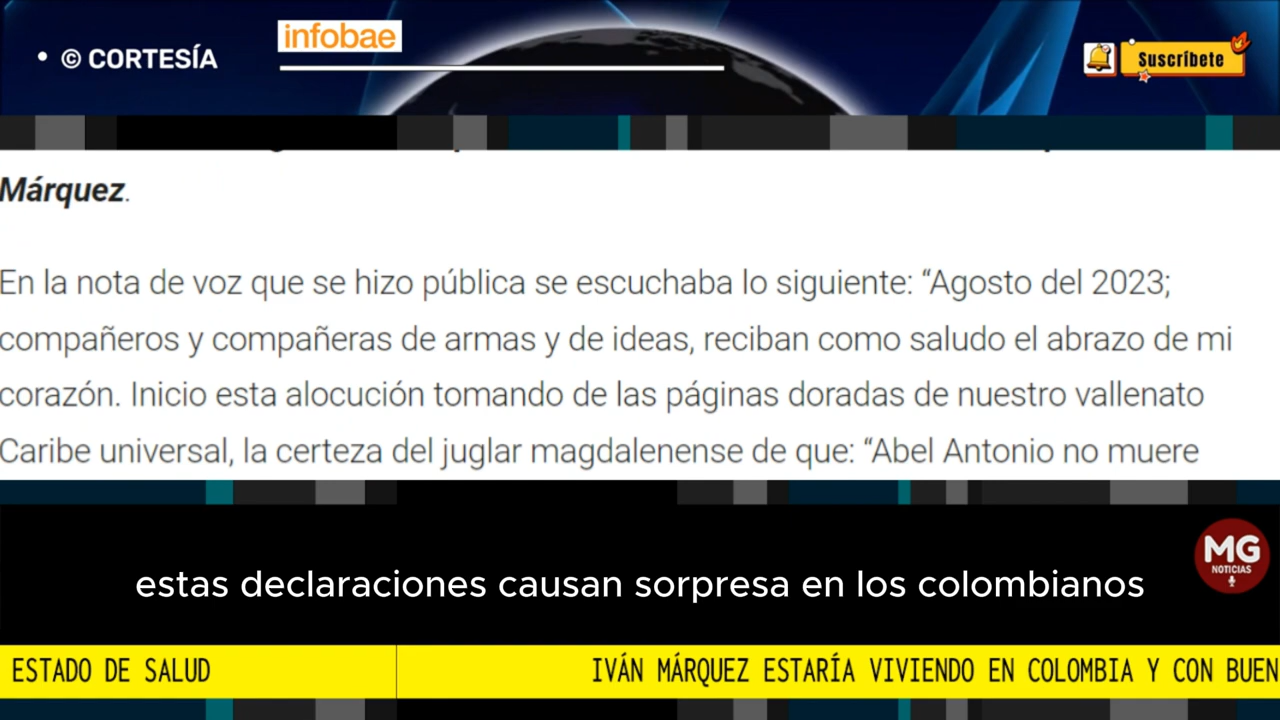 • © CORTESÍA
infobae
Suscríbete
Márquez.
En la nota de voz que se hizo pública se escuchaba lo siguiente: “Agosto del 2023;
compañeros y compañeras de armas y de ideas, reciban como saludo el abrazo de mi
corazón. Inicio esta alocución tomando de las páginas doradas de nuestro vallenato
Caribe universal, la certeza del juglar magdalenense de que: “Abel Antonio no muere
MG
NOTICIAS
estas declaraciones causan sorpresa en los colombianos
ESTADO DE SALUD
IVÁN MÁRQUEZ ESTARÍA VIVIENDO EN COLOMBIA Y CON BUEN